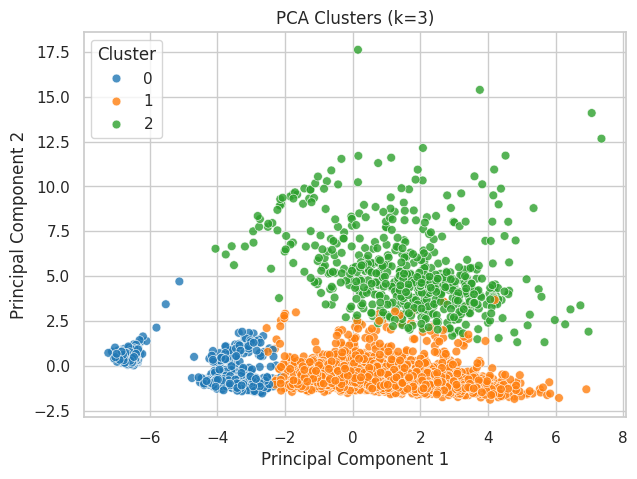 PCA Clusters (k=3)
Cluster
0
1
2
17.5
15.0
12.5
10.0
7.5
5.0
2.5
0.0
−2.5
Principal Component 2
−6 −4 −2 0 2 4 6 8
Principal Component 1